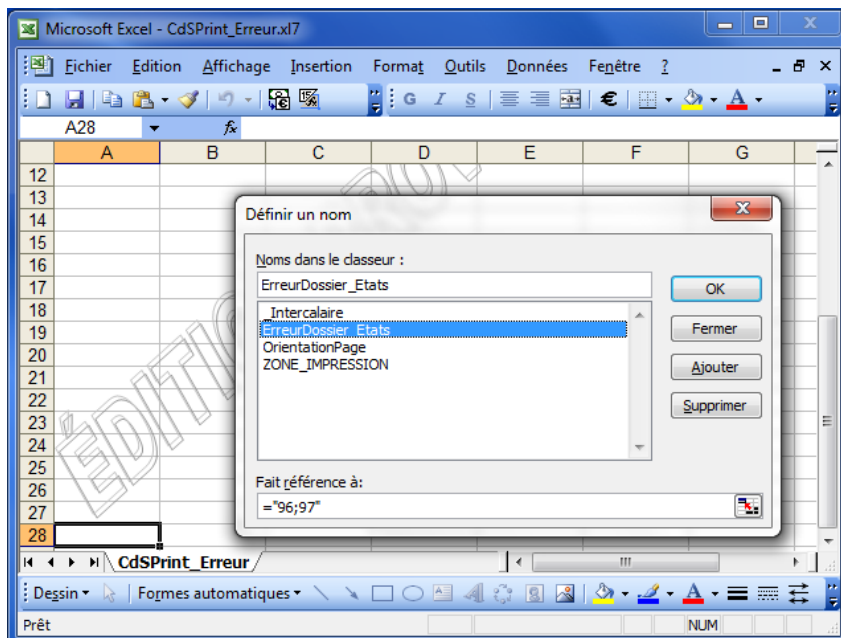 Microsoft Excel - CdSPrint_Erreur.xl7
Fichier Edition Affichage Insertion Format Outils Données Fenêtre ?
G I S €
A28 fx
A B C D E F G
12
13
14
15
16
17
18
19
20
21
22
23
24
25
26
27
28
Définir un nom
Noms dans le classeur :
ErreurDossier_Etats
_Intercalaire
ErreurDossier_Etats
OrientationPage
ZONE_IMPRESSION
OK
Fermer
Ajouter
Supprimer
Fait référence à:
="96;97"
CdSPrint_Erreur
Dessin Formes automatiques
Prêt NUM